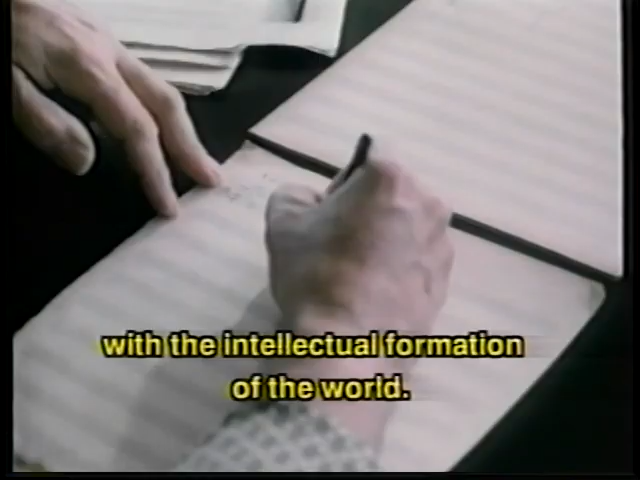 with the intellectual formation
of the world.